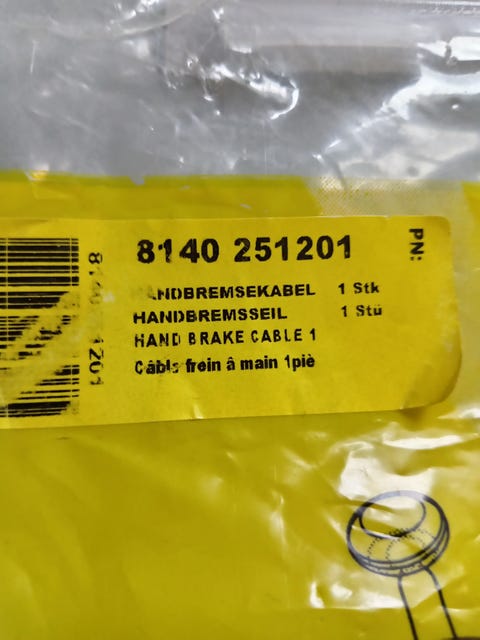 8140 251201
PN:
HANDBREMSEKABEL 1 Stk
HANDBREMSSEIL 1 Stü
HAND BRAKE CABLE 1
Câble frein â main 1piè